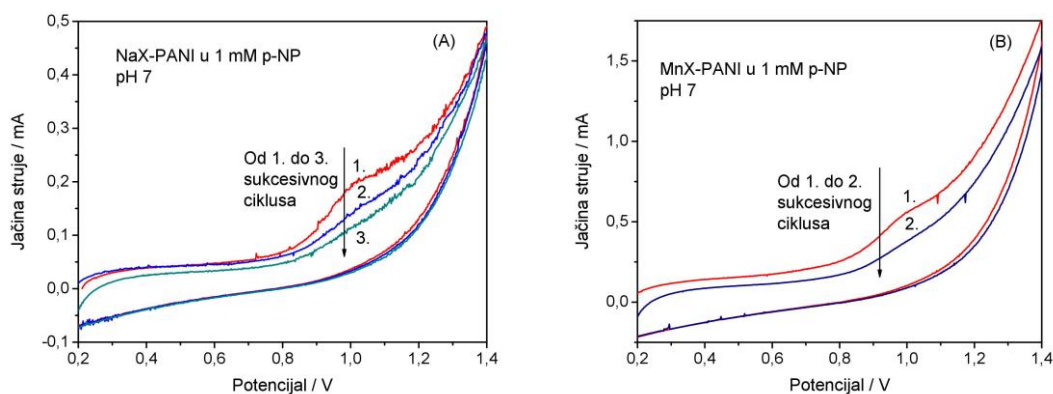 (A)
NaX-PANI u 1 mM p-NP
pH 7
Od 1. do 3.
sukcesivnog
ciklusa
1.
2.
3.
Jačina struje / mA
0,5
0,4
0,3
0,2
0,1
0,0
-0,1
0,2
0,4
0,6
0,8
1,0
1,2
1,4
Potencijal / V
(B)
MnX-PANI u 1 mM p-NP
pH 7
Od 1. do 2.
sukcesivnog
ciklusa
1.
2.
Jačina struje / mA
1,5
1,0
0,5
0,0
0,2
0,4
0,6
0,8
1,0
1,2
1,4
Potencijal / V